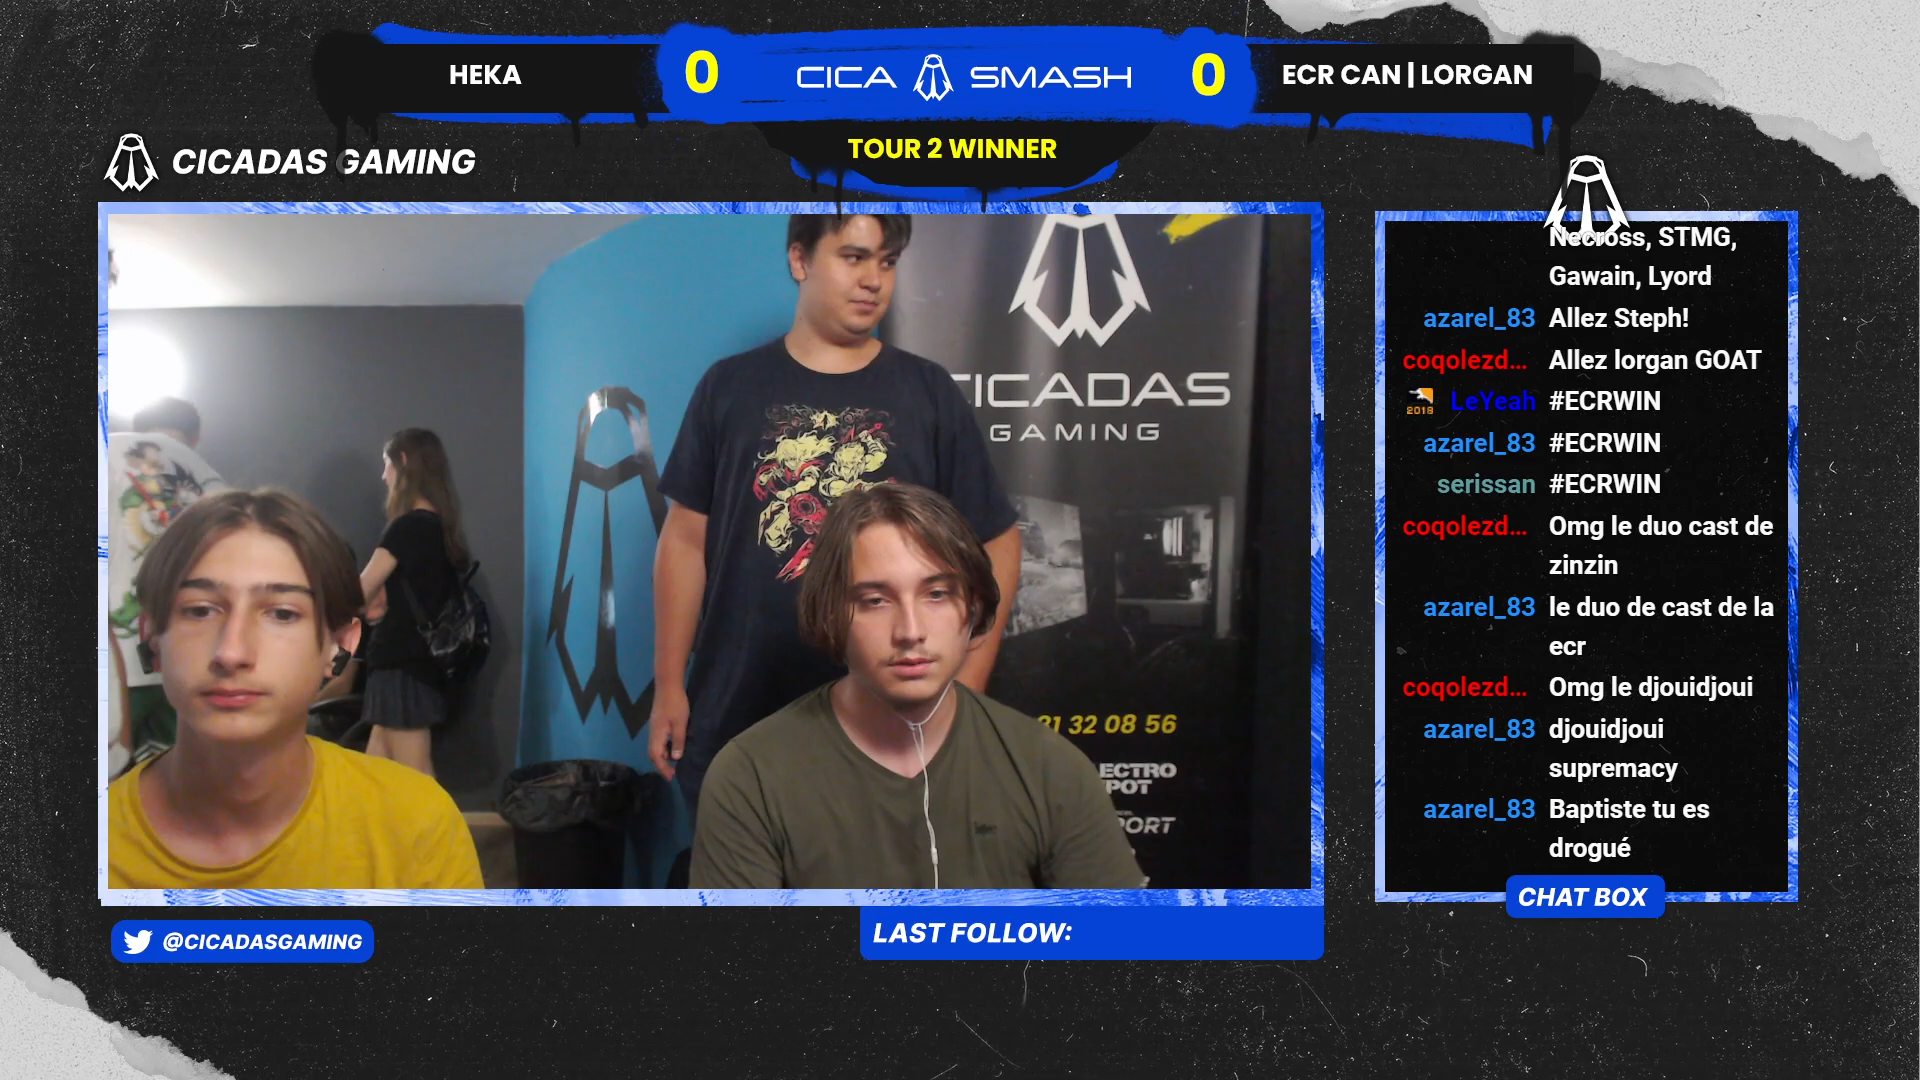 HEKA
0
CICA SMASH
0
ECR CAN | LORGAN
TOUR 2 WINNER
CICADAS GAMING
CICADAS
GAMING
32 08 56
Necross, STMG,
Gawain, Lyord
azarel_83 Allez Steph!
coqolezd... Allez lorgan GOAT
2018 LeYeah #ECRWIN
azarel_83 #ECRWIN
serissan #ECRWIN
coqolezd... Omg le duo cast de
zinzin
azarel_83 le duo de cast de la
ecr
coqolezd... Omg le djouidjoui
azarel_83 djouidjoui
supremacy
azarel_83 Baptiste tu es
drogué
CHAT BOX
@CICADASGAMING
LAST FOLLOW: